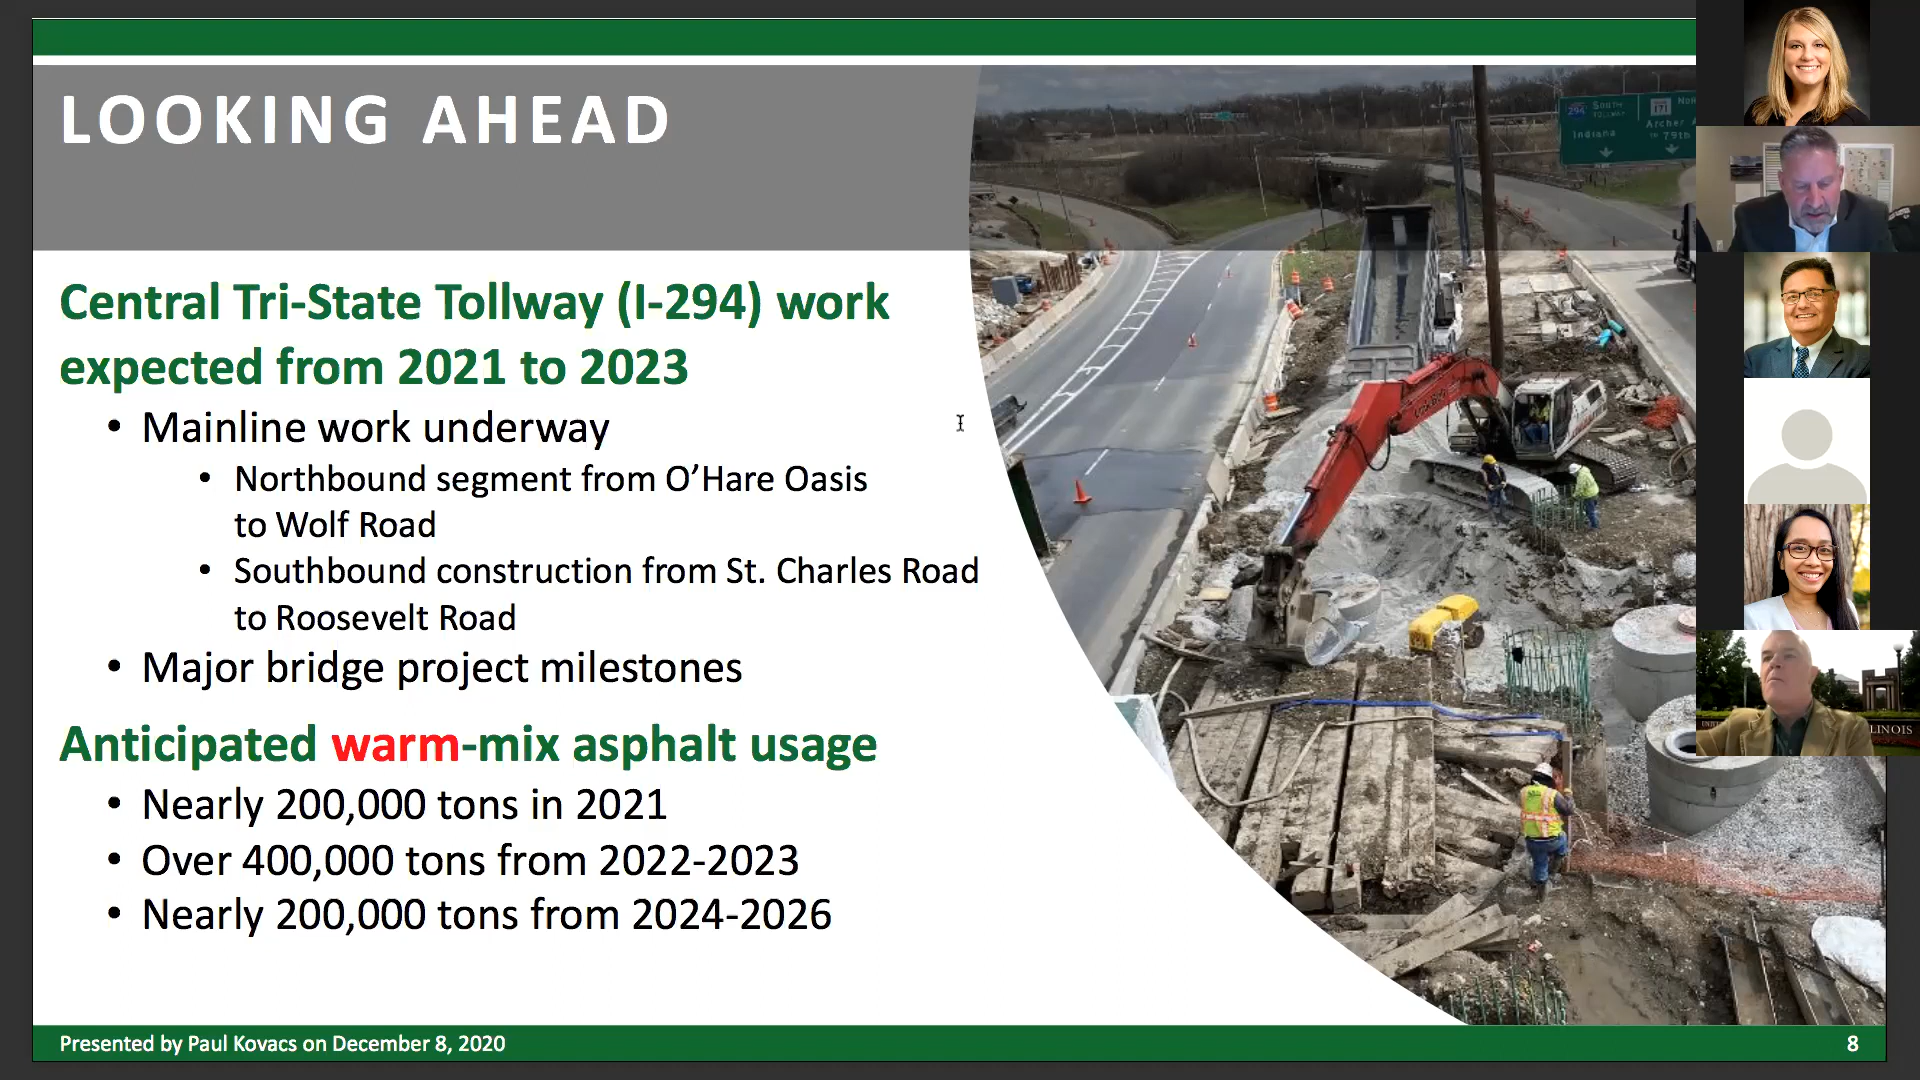 LOOKING AHEAD
294 SOUTH TOLLWAY
Indiana
171
Archer
79th
Central Tri-State Tollway (I-294) work
expected from 2021 to 2023
• Mainline work underway
• Northbound segment from O’Hare Oasis
to Wolf Road
• Southbound construction from St. Charles Road
to Roosevelt Road
• Major bridge project milestones
Anticipated warm-mix asphalt usage
• Nearly 200,000 tons in 2021
• Over 400,000 tons from 2022-2023
• Nearly 200,000 tons from 2024-2026
LINOIS
Presented by Paul Kovacs on December 8, 2020
8